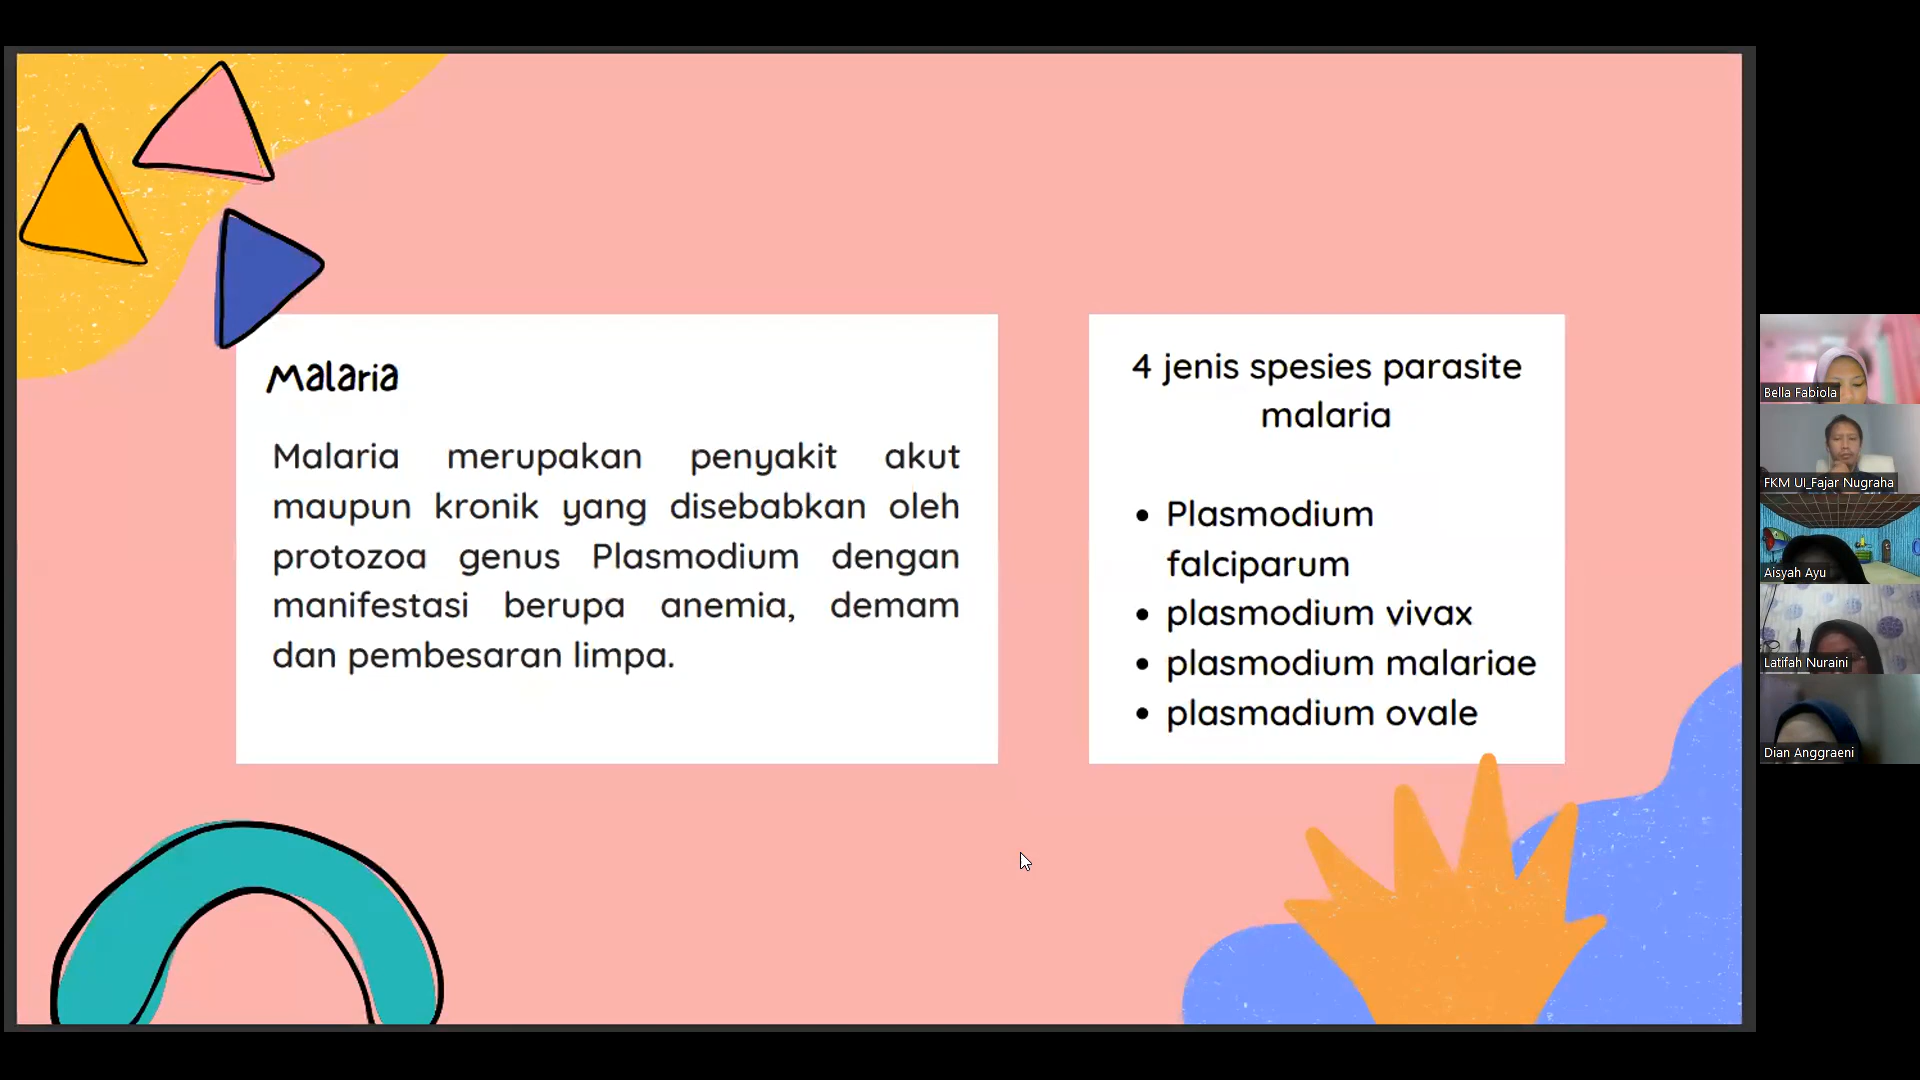 Malaria
Malaria merupakan penyakit akut
maupun kronik yang disebabkan oleh
protozoa genus Plasmodium dengan
manifestasi berupa anemia, demam
dan pembesaran limpa.
4 jenis spesies parasite
malaria
• Plasmodium
falciparum
• plasmodium vivax
• plasmodium malariae
• plasmadium ovale
Bella Fabiola
FKM UI_Fajar Nugraha
Aisyah Ayu
Latifah Nuraini
Dian Anggraeni